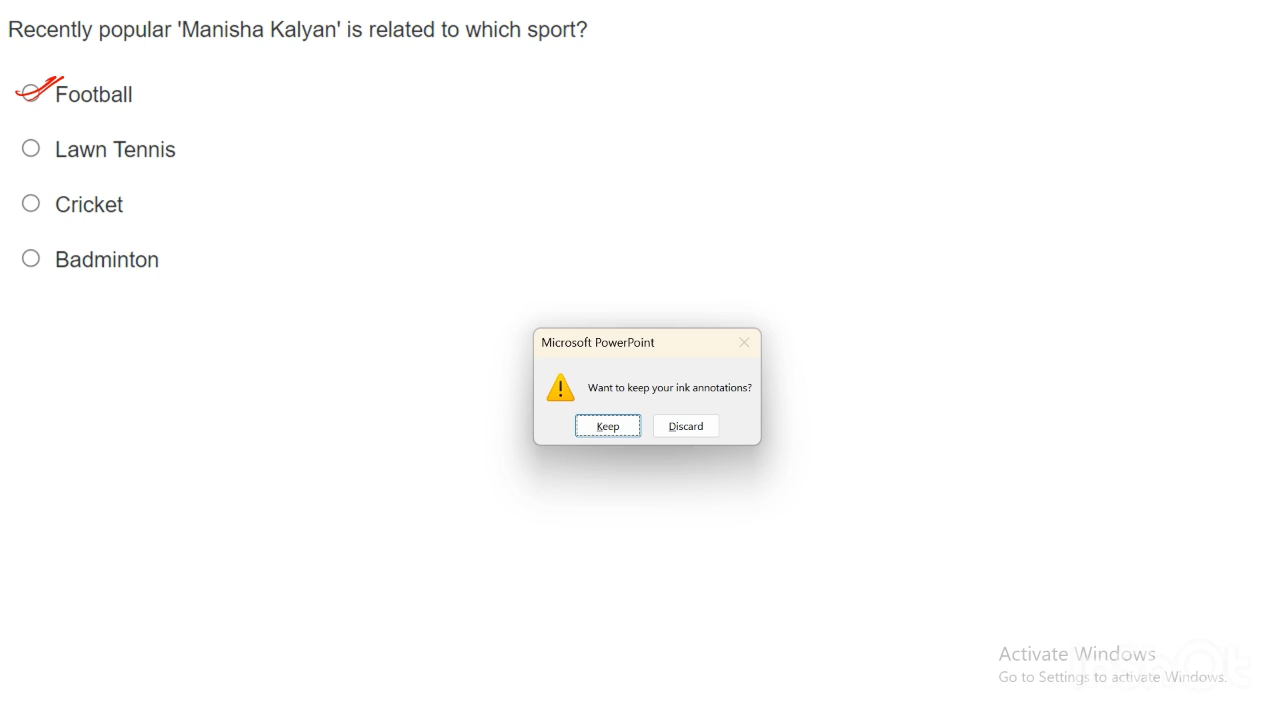 Recently popular 'Manisha Kalyan' is related to which sport?
Football
Lawn Tennis
Cricket
Badminton
Microsoft PowerPoint
Want to keep your ink annotations?
Keep
Discard
Activate Windows
Go to Settings to activate Windows.